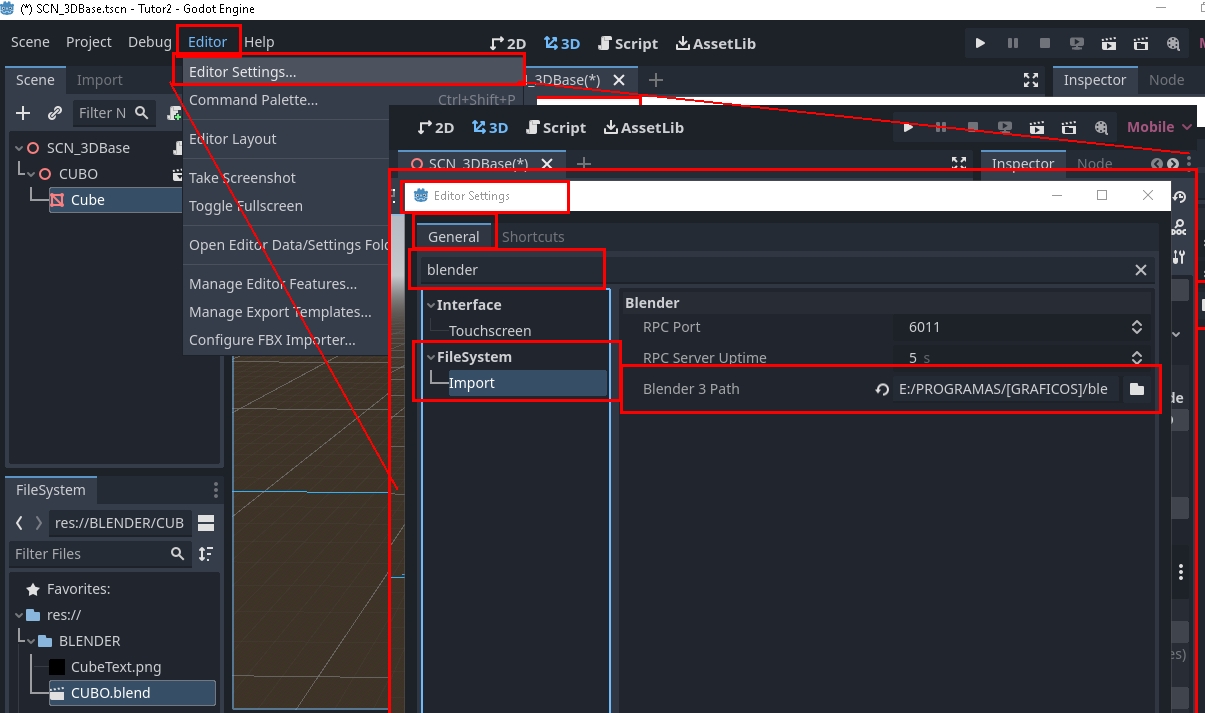 (*) SCN_3DBase.tscn - Tutor2 - Godot Engine
Scene Project Debug Editor Help
2D 3D Script AssetLib
Scene Import
Editor Settings...
_3DBase(*)
Inspector Node
Filter N
Command Palette... Ctrl+Shift+P
Editor Layout
Take Screenshot
Toggle Fullscreen
Open Editor Data/Settings Fold
Manage Editor Features...
Manage Export Templates...
Configure FBX Importer...
SCN_3DBase
CUBO
Cube
2D 3D Script AssetLib
Mobile
SCN_3DBase(*)
Inspector Node
Editor Settings
General Shortcuts
blender
Interface
Touchscreen
FileSystem
Import
Blender
RPC Port 6011
RPC Server Uptime 5 s
Blender 3 Path E:/PROGRAMAS/[GRAFICOS]/ble
de
es)
FileSystem
res://BLENDER/CUB
Filter Files
Favorites:
res://
BLENDER
CubeText.png
CUBO.blend